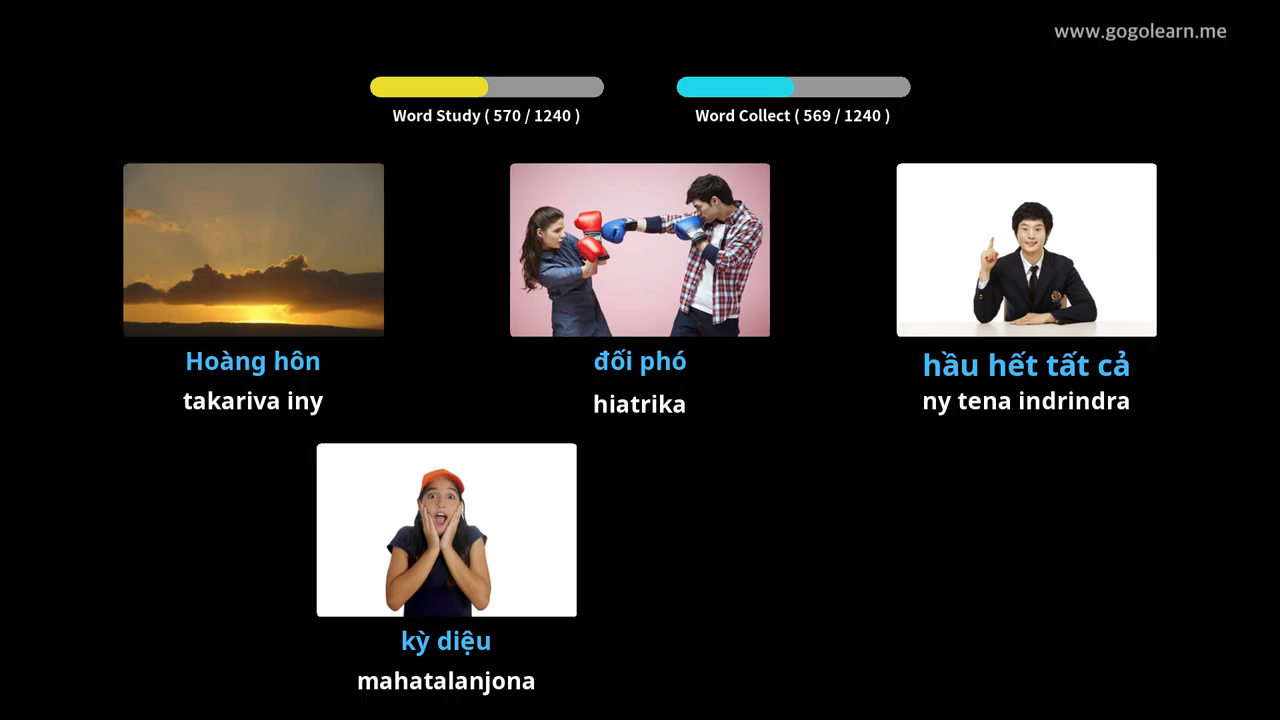 www.gogolearn.me
Word Study ( 570 / 1240 )
Word Collect ( 569 / 1240 )
Hoàng hôn
takariva iny
đối phó
hiatrika
hầu hết tất cả
ny tena indrindra
kỳ diệu
mahatalanjona